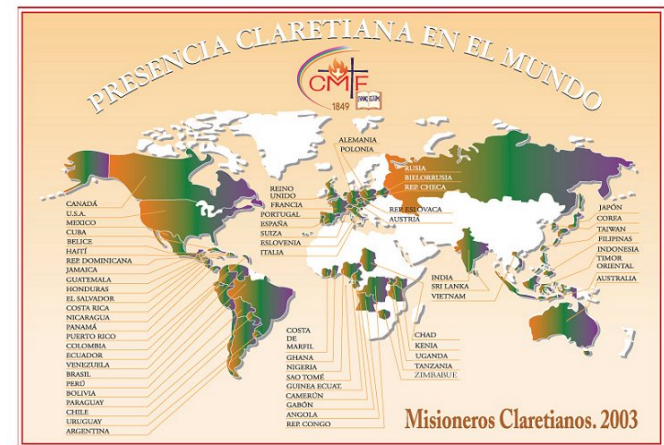 PRESENCIA CLARETIANA EN EL MUNDO
CMF
1849
ALEMANIA
POLONIA
RUSIA
BIELORRUSIA
REP. CHECA
REP. ESLOVACA
AUSTRIA
REINO
UNIDO
FRANCIA
PORTUGAL
ESPAÑA
SUIZA
ESLOVENIA
ITALIA
CANADÁ
U.S.A.
MEXICO
CUBA
BELICE
HAITÍ
REP. DOMINICANA
JAMAICA
GUATEMALA
HONDURAS
EL SALVADOR
COSTA RICA
NICARAGUA
PANAMÁ
PUERTO RICO
COLOMBIA
ECUADOR
VENEZUELA
BRASIL
PERÚ
BOLIVIA
PARAGUAY
CHILE
URUGUAY
ARGENTINA
COSTA
DE
MARFIL
GHANA
NIGERIA
SAO TOMÉ
GUINEA ECUAT.
CAMERÚN
GABÓN
ANGOLA
REP. CONGO
CHAD
KENIA
UGANDA
TANZANIA
ZIMBABUE
INDIA
SRI LANKA
VIETNAM
JAPÓN
COREA
TAIWAN
FILIPINAS
INDONESIA
TIMOR
ORIENTAL
AUSTRALIA
Misioneros Claretianos. 2003